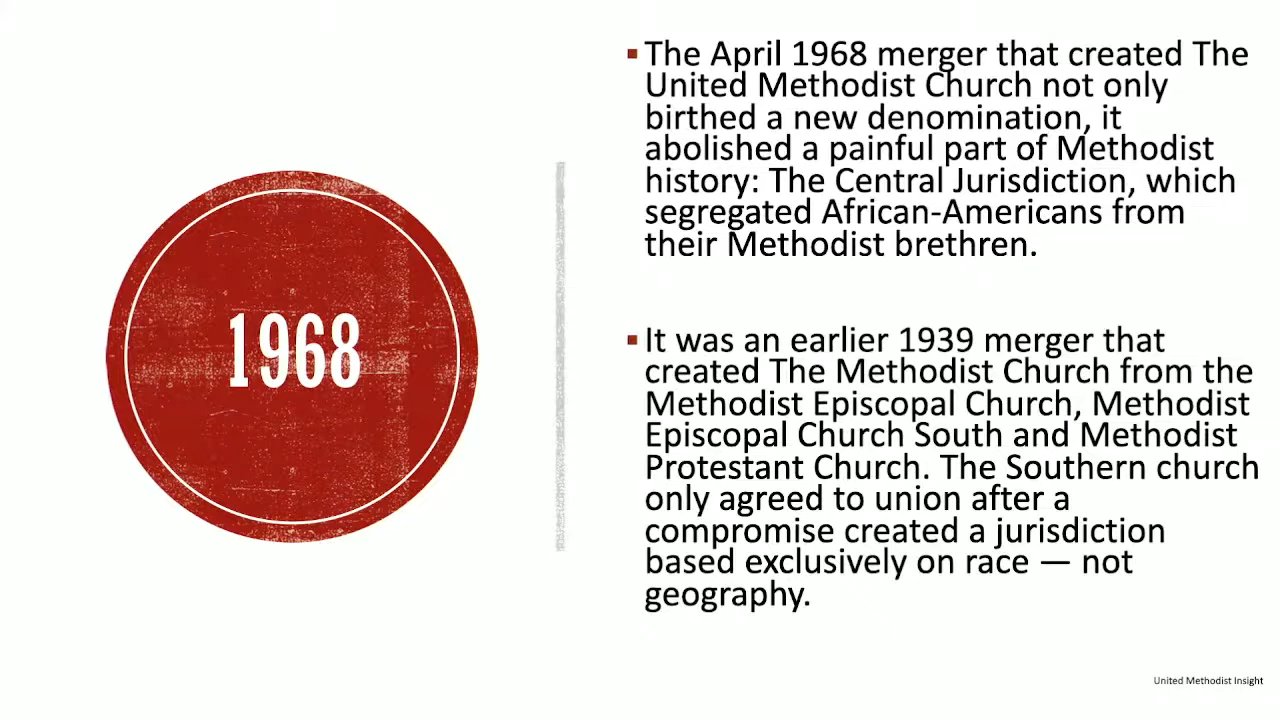 1968
▪The April 1968 merger that created The
United Methodist Church not only
birthed a new denomination, it
abolished a painful part of Methodist
history: The Central Jurisdiction, which
segregated African-Americans from
their Methodist brethren.
▪It was an earlier 1939 merger that
created The Methodist Church from the
Methodist Episcopal Church, Methodist
Episcopal Church South and Methodist
Protestant Church. The Southern church
only agreed to union after a
compromise created a jurisdiction
based exclusively on race — not
geography.
United Methodist Insight